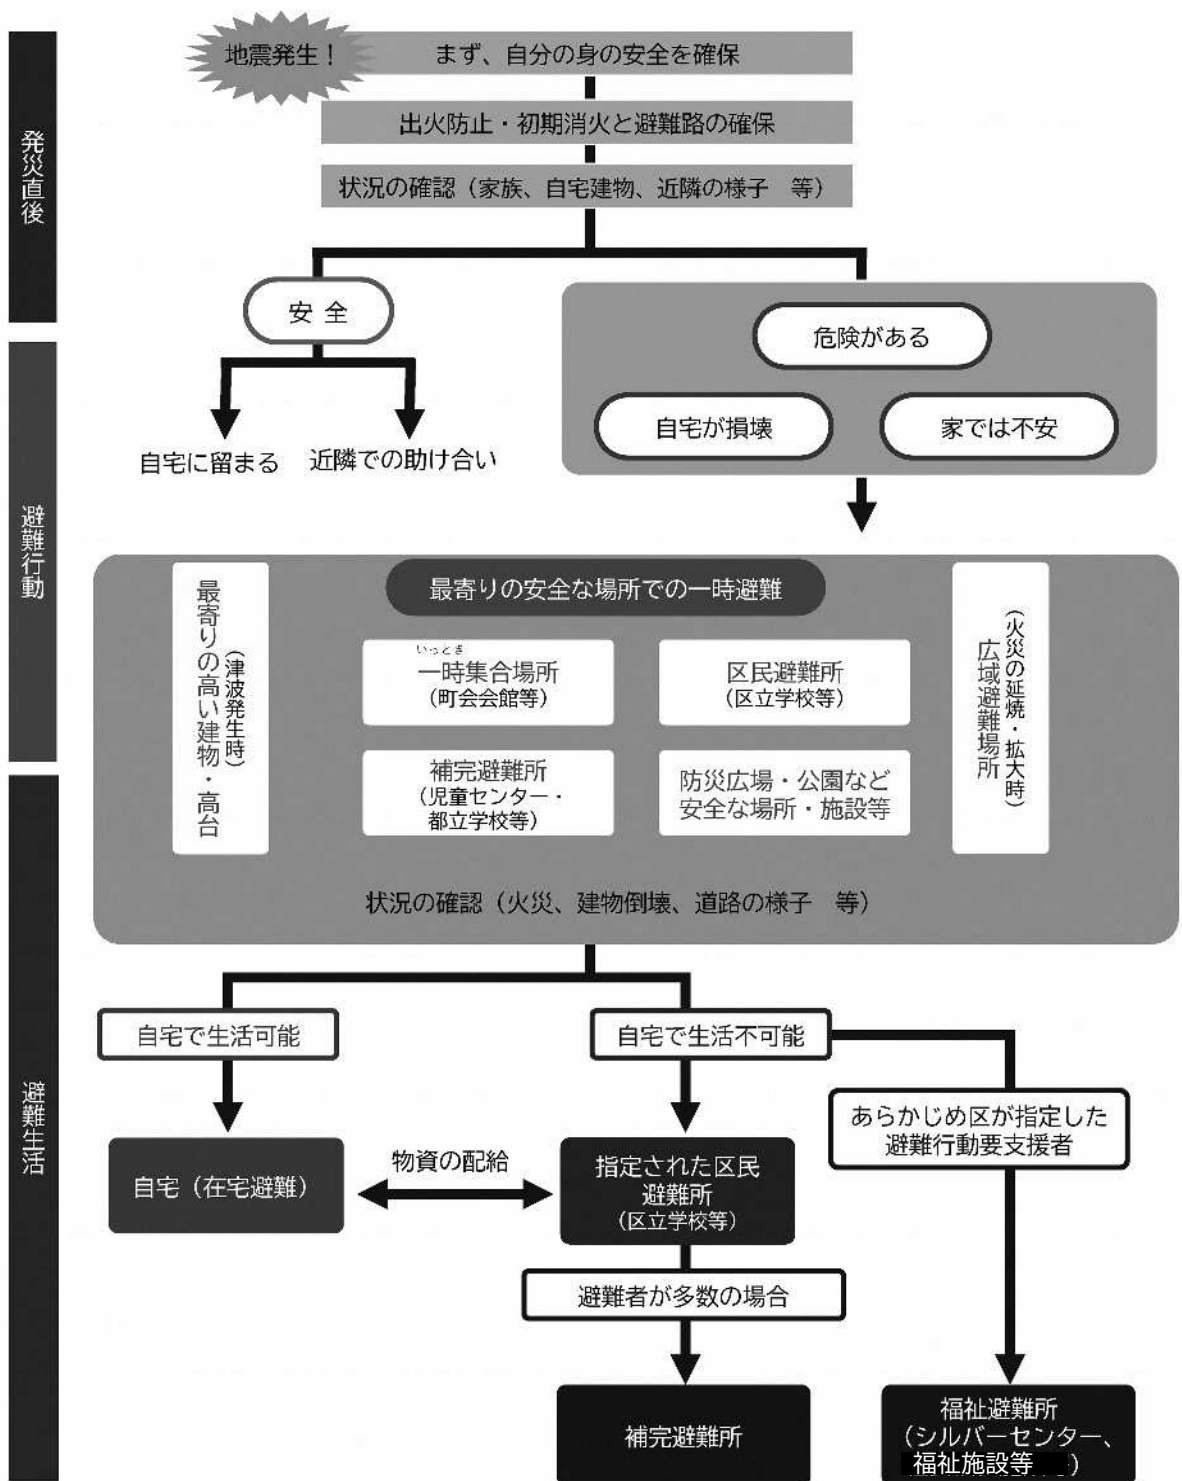 発災直後
地震発生！
まず、自分の身の安全を確保
出火防止・初期消火と避難路の確保
状況の確認（家族、自宅建物、近隣の様子　等）
安 全
危険がある
自宅が損壊
家では不安
避難行動
自宅に留まる
近隣での助け合い
最寄りの安全な場所での一時避難
（津波発生時）
最寄りの高い建物・高台
いっとき
一時集合場所
（町会会館等）
区民避難所
（区立学校等）
補完避難所
（児童センター・
都立学校等）
防災広場・公園など
安全な場所・施設等
（火災の延焼・拡大時）
広域避難場所
状況の確認（火災、建物倒壊、道路の様子　等）
避難生活
自宅で生活可能
自宅で生活不可能
あらかじめ区が指定した
避難行動要支援者
自宅（在宅避難）
物資の配給
指定された区民
避難所
（区立学校等）
避難者が多数の場合
補完避難所
福祉避難所
（シルバーセンター、
福祉施設等　）